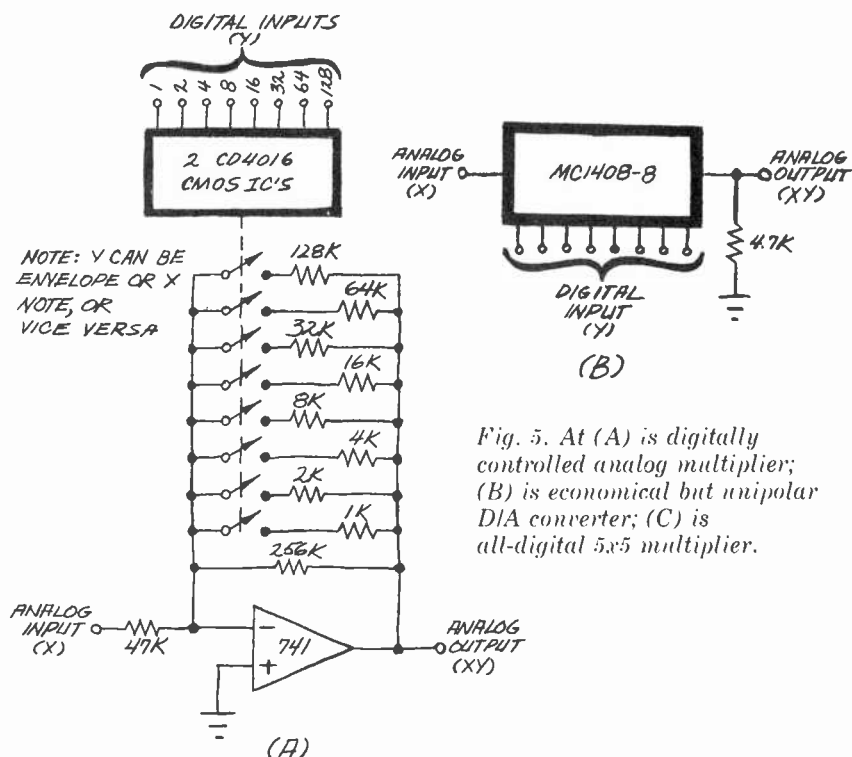 DIGITAL INPUTS
(Y)
1 2 4 8 16 32 64 128
2 CD4016
CMOS IC'S
NOTE: Y CAN BE
ENVELOPE OR X
NOTE, OR
VICE VERSA
128K
64K
32K
16K
8K
4K
2K
1K
256K
ANALOG
INPUT
(X)
47K
-
+
741
ANALOG
OUTPUT
(XY)
(A)
ANALOG
INPUT
(X)
MC1408-8
ANALOG
OUTPUT
(XY)
4.7K
DIGITAL
INPUT
(Y)
(B)
Fig. 5. At (A) is digitally
controlled analog multiplier;
(B) is economical but unipolar
D/A converter; (C) is
all-digital 5x5 multiplier.